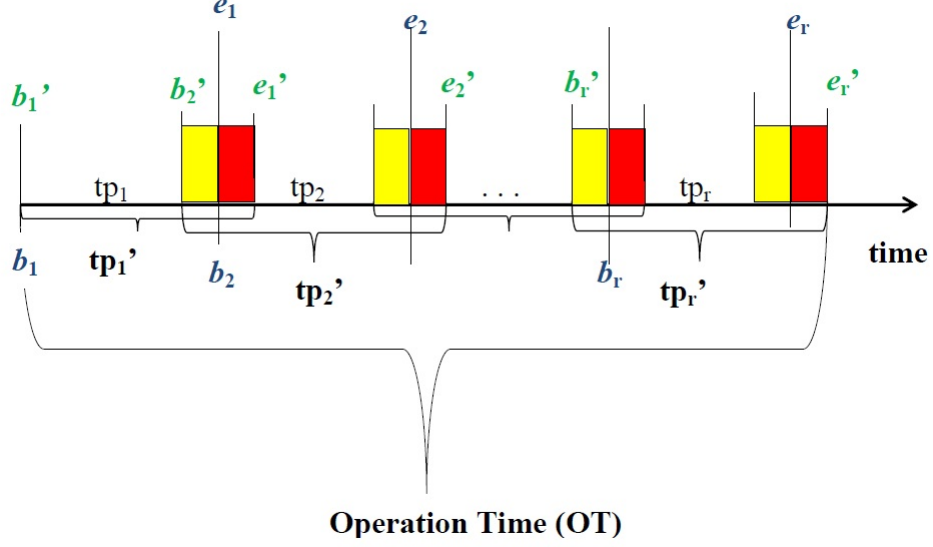 e₁ e₂ eᵣ
b₁’ b₂’ e₁’ e₂’ bᵣ’ eᵣ’
tp₁ tp₂ . . . tpᵣ
b₁ tp₁’ b₂ tp₂’ bᵣ tpᵣ’ time
Operation Time (OT)